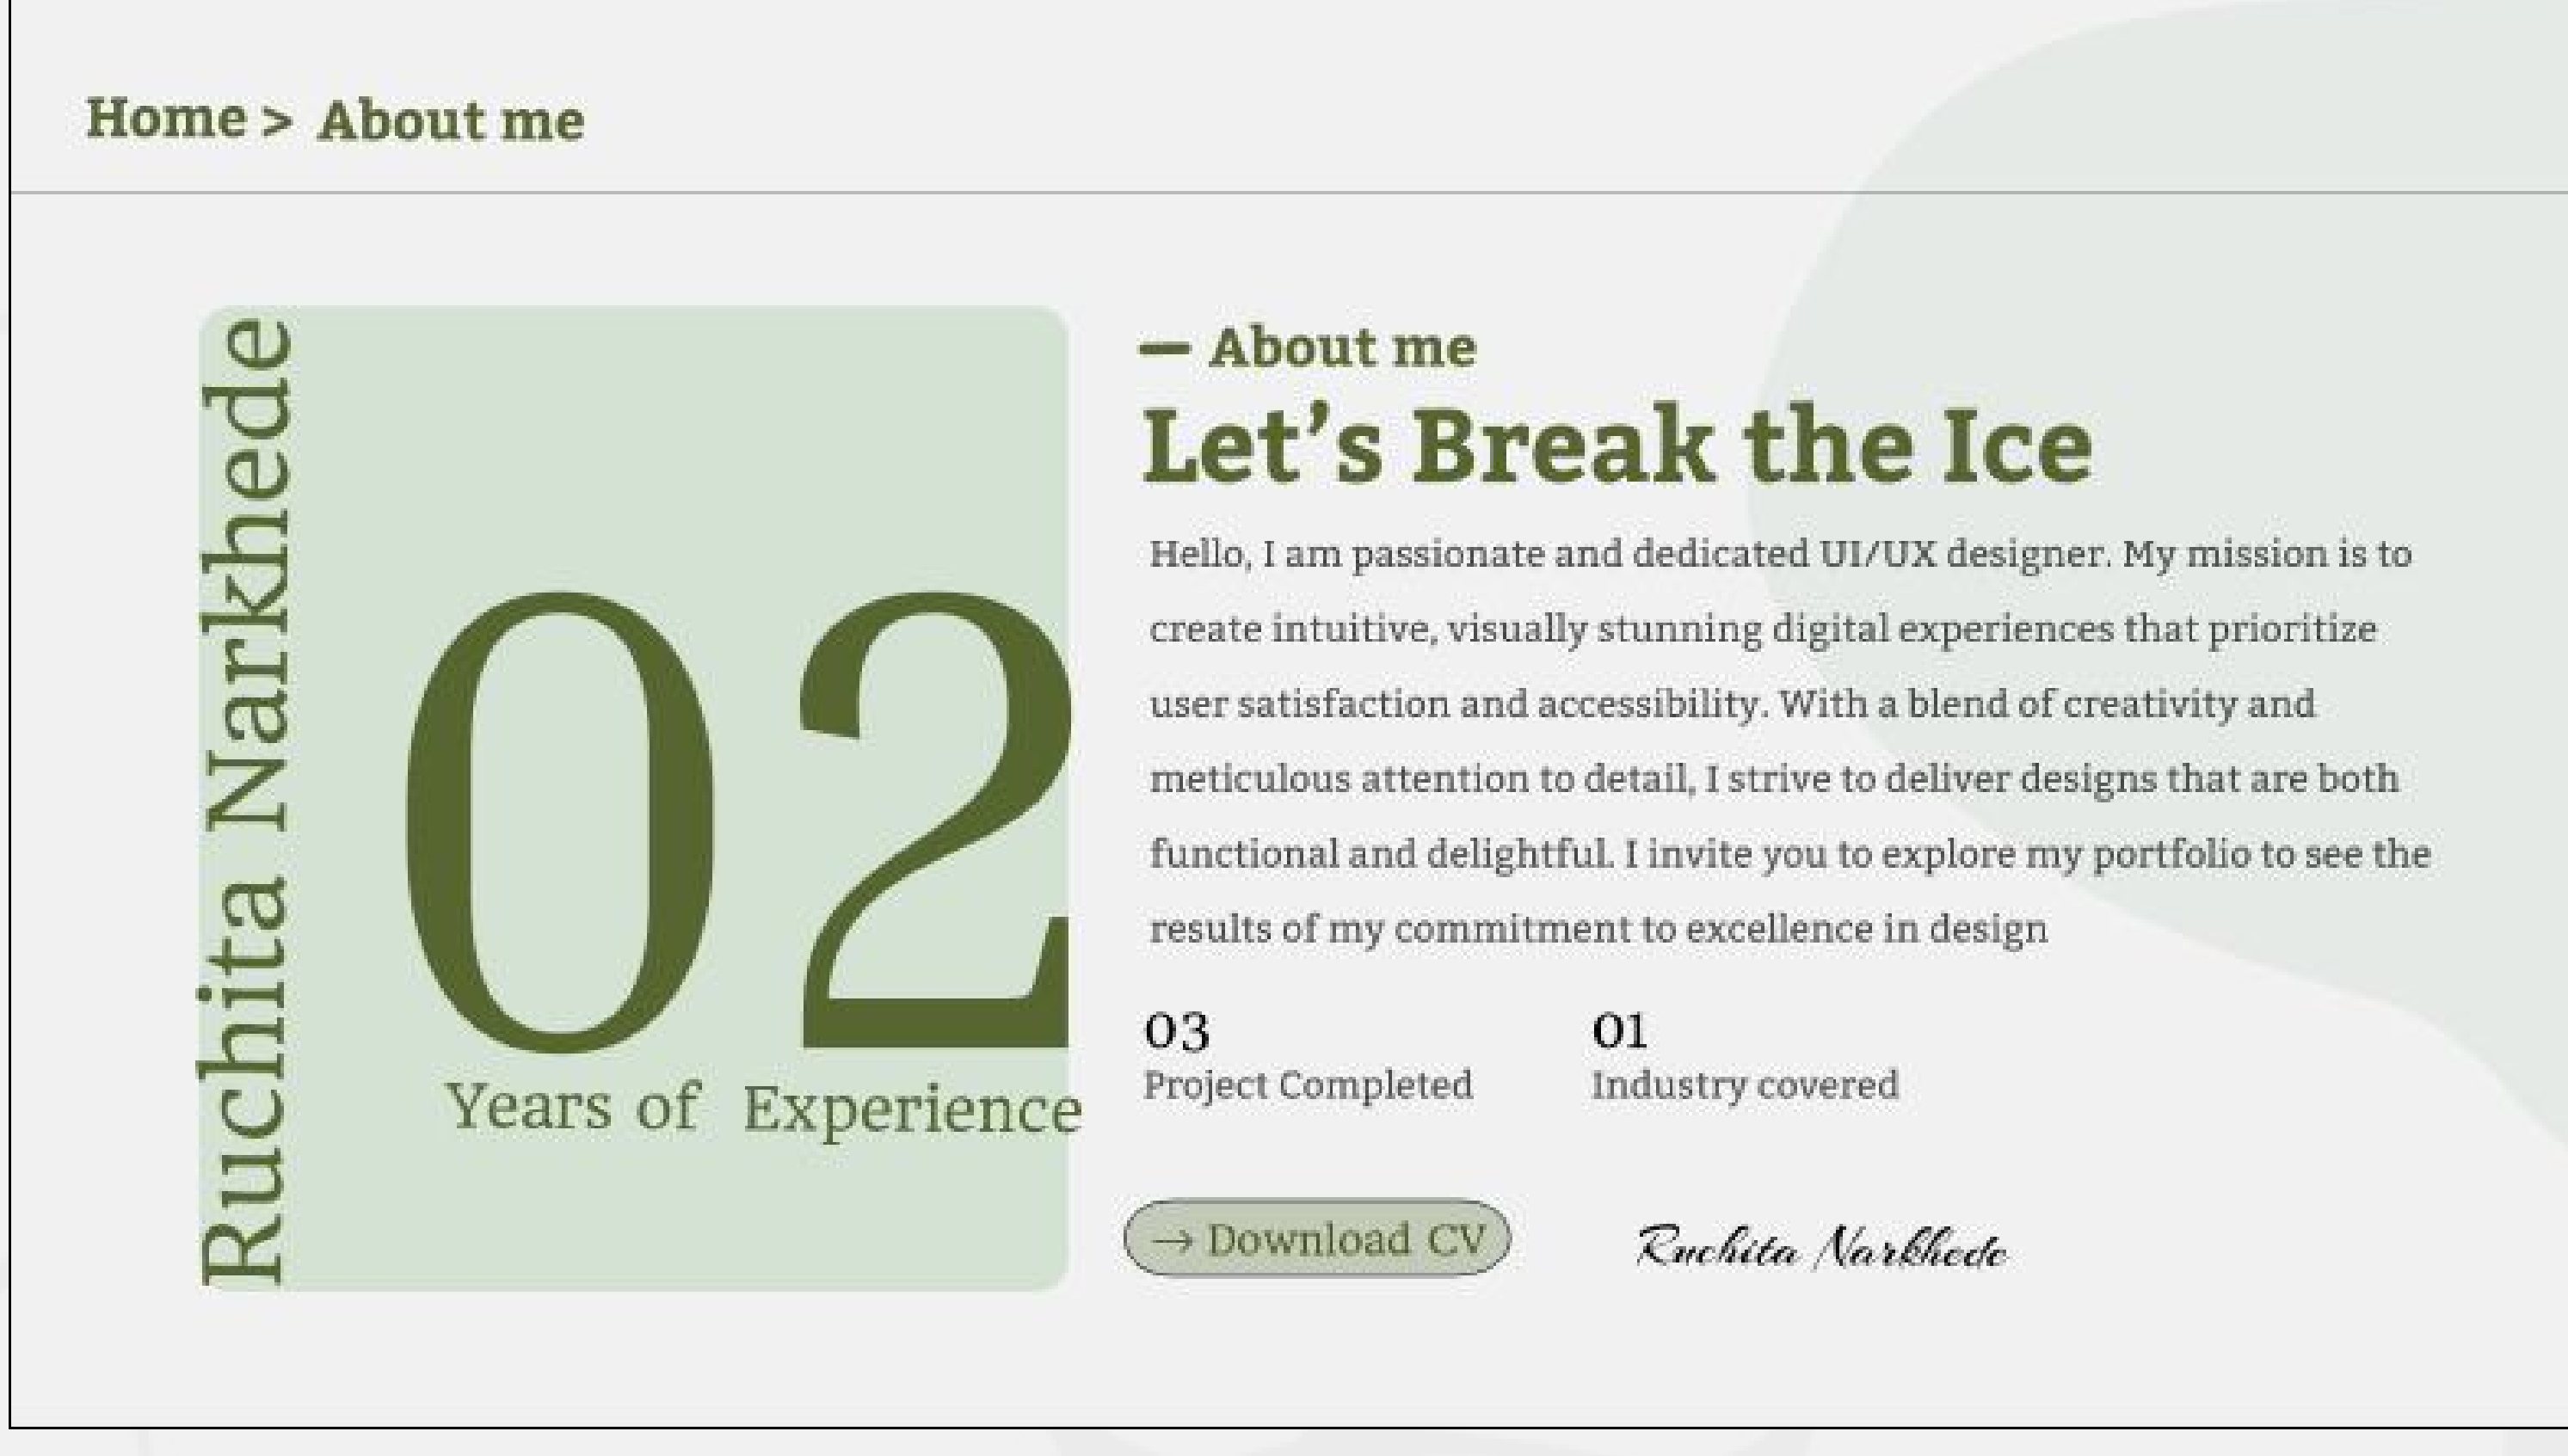 Home > About me
Ruchita Narkhede
02
Years of Experience
— About me
Let's Break the Ice
Hello, I am passionate and dedicated UI/UX designer. My mission is to
create intuitive, visually stunning digital experiences that prioritize
user satisfaction and accessibility. With a blend of creativity and
meticulous attention to detail, I strive to deliver designs that are both
functional and delightful. I invite you to explore my portfolio to see the
results of my commitment to excellence in design
03
Project Completed
01
Industry covered
→ Download CV
Ruchita Narkhede